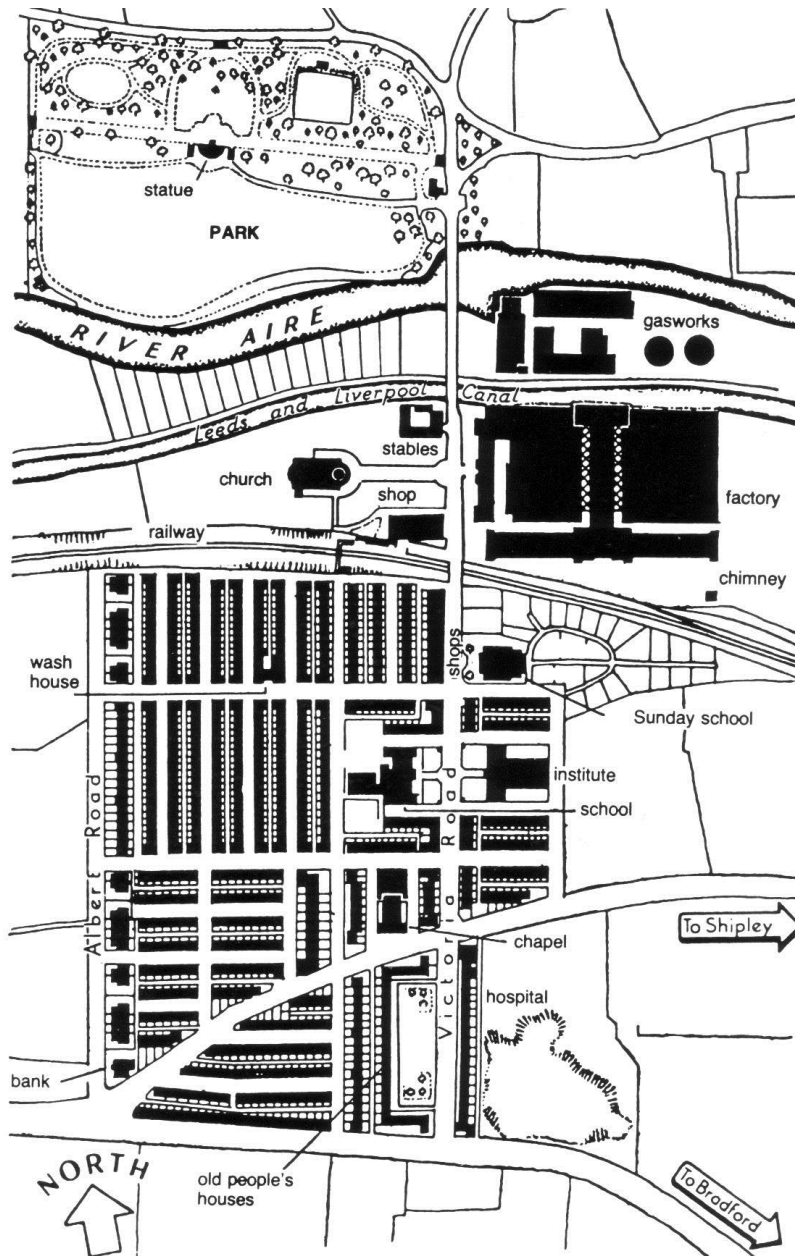 statue
PARK
RIVER AIRE
gasworks
Leeds and Liverpool Canal
stables
church
shop
factory
railway
chimney
shops
wash
house
Sunday school
institute
school
Albert Road
Victoria Road
To Shipley
chapel
hospital
bank
NORTH
old people's
houses
To Bradford